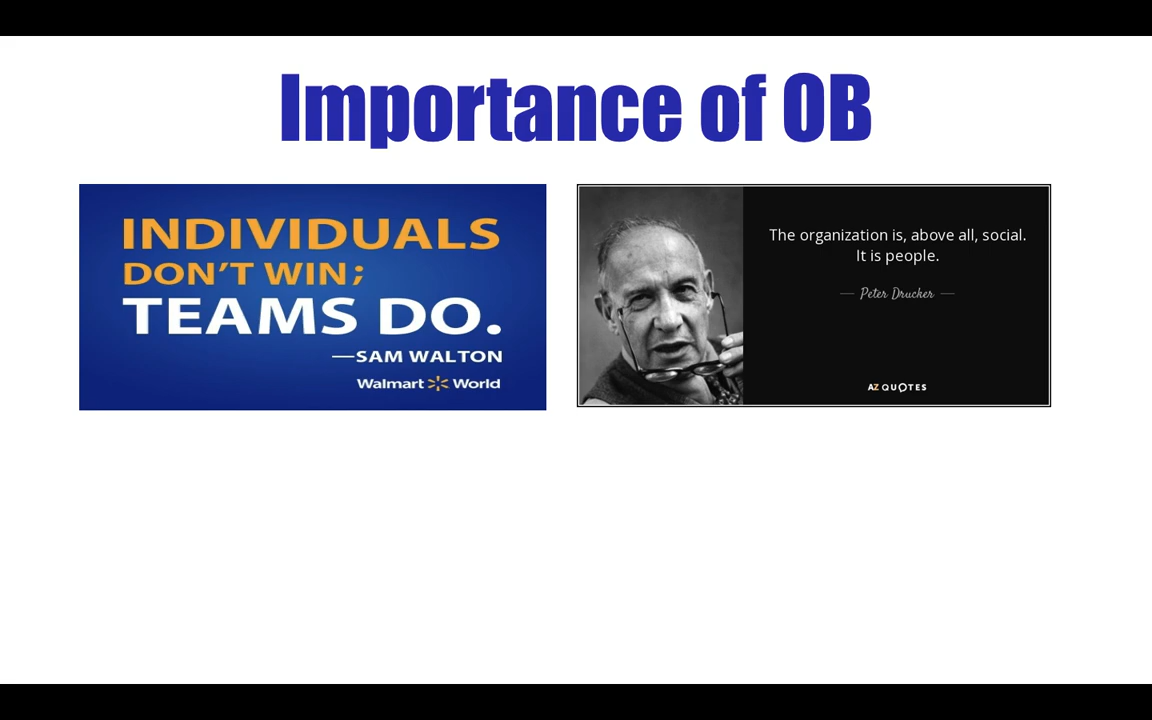 Importance of OB
INDIVIDUALS
DON'T WIN;
TEAMS DO.
—SAM WALTON
Walmart World
The organization is, above all, social.
It is people.
— Peter Drucker —
AZ QUOTES